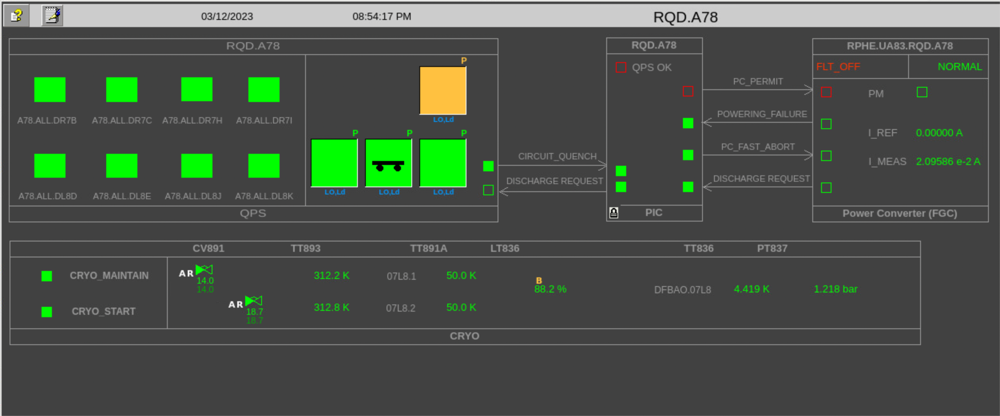 03/12/2023 08:54:17 PM RQD.A78
RQD.A78
A78.ALL.DR7B A78.ALL.DR7C A78.ALL.DR7H A78.ALL.DR7I
A78.ALL.DL8D A78.ALL.DL8E A78.ALL.DL8J A78.ALL.DL8K
P
LO,Ld
P P P
LO,Ld LO,Ld LO,Ld
QPS
CIRCUIT_QUENCH
DISCHARGE REQUEST
RQD.A78
QPS OK
PIC
PC_PERMIT
POWERING_FAILURE
PC_FAST_ABORT
DISCHARGE REQUEST
RPHE.UA83.RQD.A78
FLT_OFF NORMAL
PM
I_REF 0.00000 A
I_MEAS 2.09586 e-2 A
Power Converter (FGC)
CV891 TT893 TT891A LT836 TT836 PT837
CRYO_MAINTAIN AR 312.2 K 07L8.1 50.0 K
14.0
14.0
B
88.2 % DFBAO.07L8 4.419 K 1.218 bar
CRYO_START AR 312.8 K 07L8.2 50.0 K
18.7
18.7
CRYO